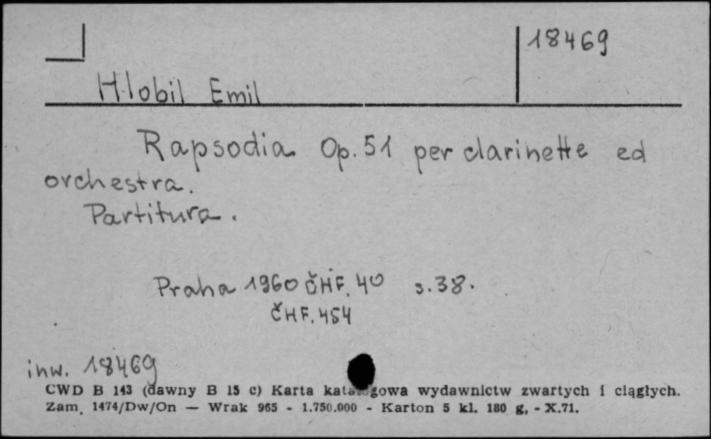 18469
Hlobil Emil
Rapsodia Op. 51 per clarinette ed
orchestra.
Partitura.
Praha 1960 ČHF. 40 s. 38.
ČHF. 454
inw. 18469
CWD B 143 (dawny B 15 c) Karta katalogowa wydawnictw zwartych i ciągłych.
Zam. 1474/Dw/On — Wrak 965 - 1.750.000 - Karton 5 kl. 180 g. - X.71.